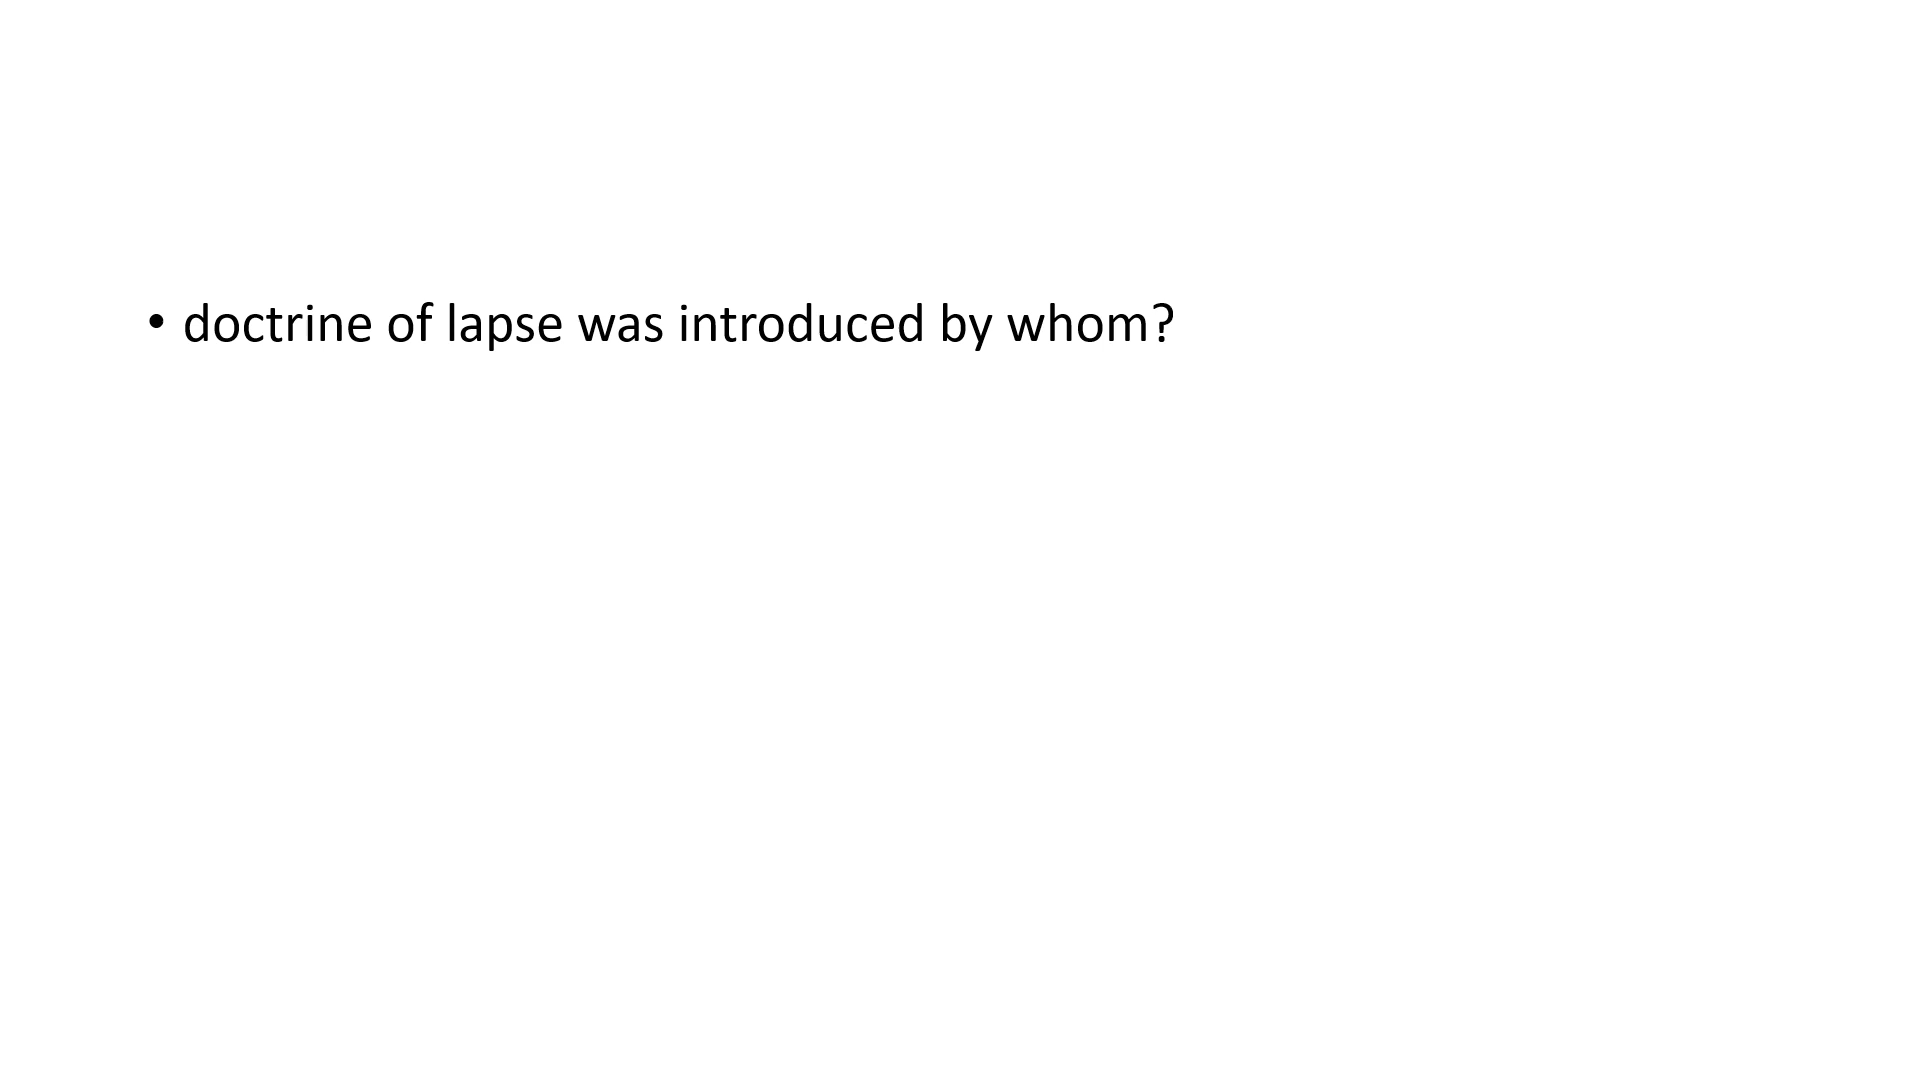 • doctrine of lapse was introduced by whom?